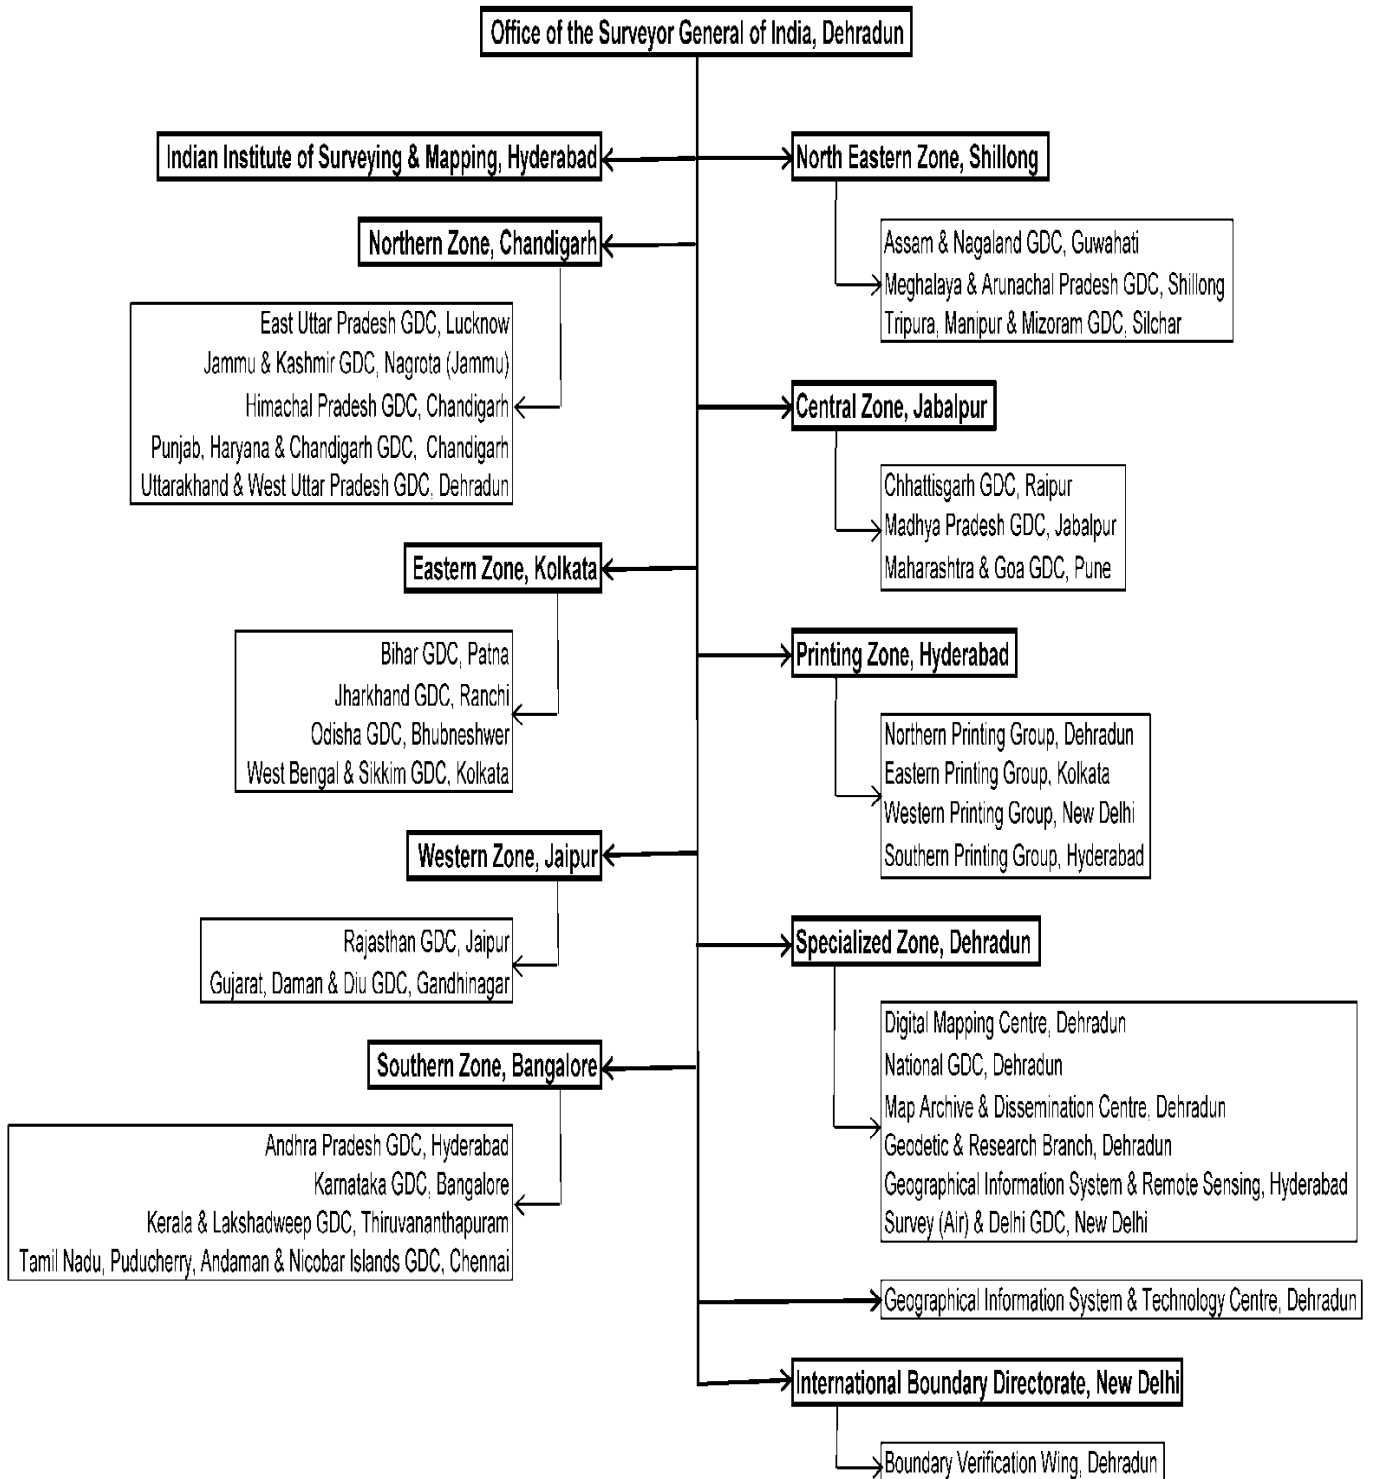 Office of the Surveyor General of India, Dehradun
Indian Institute of Surveying & Mapping, Hyderabad
North Eastern Zone, Shillong
Assam & Nagaland GDC, Guwahati
Meghalaya & Arunachal Pradesh GDC, Shillong
Tripura, Manipur & Mizoram GDC, Silchar
Northern Zone, Chandigarh
East Uttar Pradesh GDC, Lucknow
Jammu & Kashmir GDC, Nagrota (Jammu)
Himachal Pradesh GDC, Chandigarh
Punjab, Haryana & Chandigarh GDC, Chandigarh
Uttarakhand & West Uttar Pradesh GDC, Dehradun
Central Zone, Jabalpur
Chhattisgarh GDC, Raipur
Madhya Pradesh GDC, Jabalpur
Maharashtra & Goa GDC, Pune
Eastern Zone, Kolkata
Bihar GDC, Patna
Jharkhand GDC, Ranchi
Odisha GDC, Bhubneshwer
West Bengal & Sikkim GDC, Kolkata
Printing Zone, Hyderabad
Northern Printing Group, Dehradun
Eastern Printing Group, Kolkata
Western Printing Group, New Delhi
Southern Printing Group, Hyderabad
Western Zone, Jaipur
Rajasthan GDC, Jaipur
Gujarat, Daman & Diu GDC, Gandhinagar
Specialized Zone, Dehradun
Digital Mapping Centre, Dehradun
National GDC, Dehradun
Map Archive & Dissemination Centre, Dehradun
Geodetic & Research Branch, Dehradun
Geographical Information System & Remote Sensing, Hyderabad
Survey (Air) & Delhi GDC, New Delhi
Southern Zone, Bangalore
Andhra Pradesh GDC, Hyderabad
Karnataka GDC, Bangalore
Kerala & Lakshadweep GDC, Thiruvananthapuram
Tamil Nadu, Puducherry, Andaman & Nicobar Islands GDC, Chennai
Geographical Information System & Technology Centre, Dehradun
International Boundary Directorate, New Delhi
Boundary Verification Wing, Dehradun